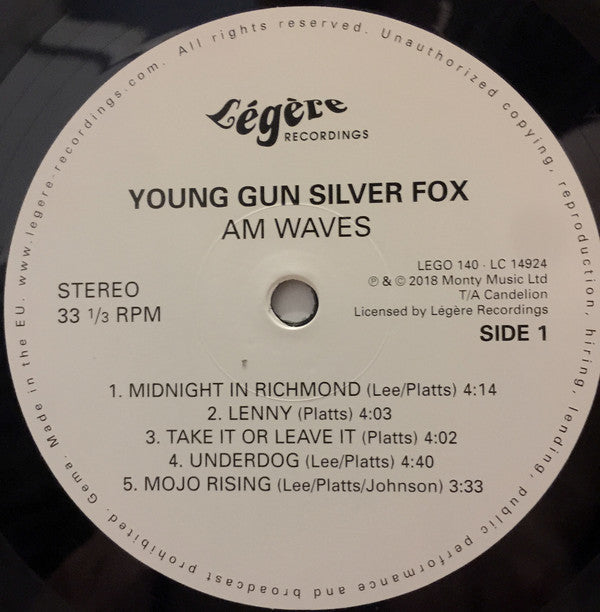 Légère
RECORDINGS
YOUNG GUN SILVER FOX
AM WAVES
STEREO
33 1/3 RPM
LEGO 140 · LC 14924
℗ & © 2018 Monty Music Ltd
T/A Candelion
Licensed by Légère Recordings
SIDE 1
1. MIDNIGHT IN RICHMOND (Lee/Platts) 4:14
2. LENNY (Platts) 4:03
3. TAKE IT OR LEAVE IT (Platts) 4:02
4. UNDERDOG (Lee/Platts) 4:40
5. MOJO RISING (Lee/Platts/Johnson) 3:33
Gema. Made in the EU. www.legere-recordings.com. All rights reserved. Unauthorized copying, reproduction, hiring, lending, public performance and broadcast prohibited.